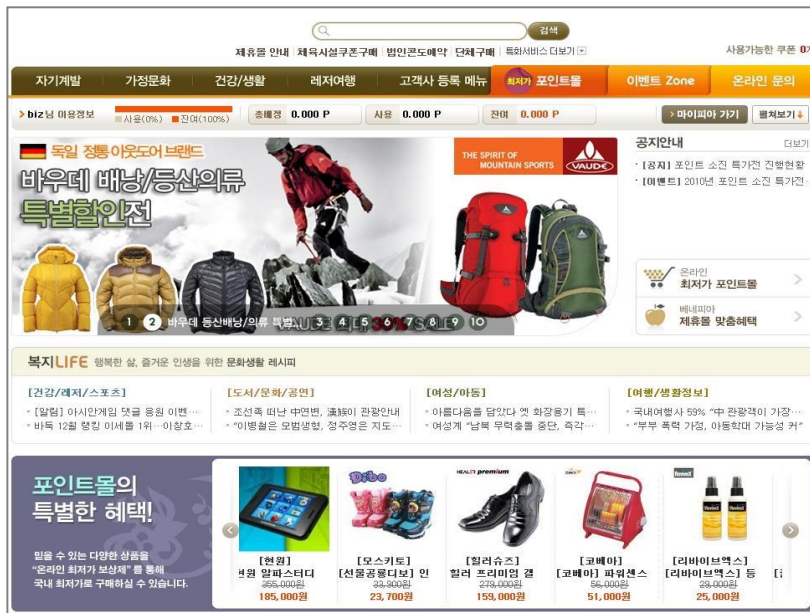 검색
제휴몰 안내 체육시설쿠폰구매 법인콘도예약 단체구매 특화서비스 더보기
사용가능한 쿠폰 0개
자기계발 가정문화 건강/생활 레저여행 고객사 등록 메뉴 최저가 포인트몰 이벤트 Zone 온라인 문의
biz님 이용정보 사용(0%) 잔여(100%) 총배정 0.000 P 사용 0.000 P 잔여 0.000 P 마이피아 가기 펼쳐보기
독일 정통 아웃도어 브랜드
바우데 배낭/등산의류
특별할인전
THE SPIRIT OF
MOUNTAIN SPORTS
VAUDE
1 2 바우데 등산배낭/의류 특별 3 4 5 6 7 8 9 10
VAUDE 최대 30% SALE
공지안내 더보기
· [공지] 포인트 소진 특가전 진행현황
· [이벤트] 2010년 포인트 소진 특가전
온라인
최저가 포인트몰
베네피아
제휴몰 맞춤혜택
복지LIFE 행복한 삶, 즐거운 인생을 위한 문화생활 레시피
[건강/레저/스포츠]
· [알림] 아시안게임 댓글 응원 이벤…
· 바둑 12월 랭킹 이세돌 1위…이창호…
[도서/문화/공연]
· 조선족 떠난 中연변, 漢族이 관광안내
· "이병철은 모범생형, 정주영은 지도…
[여성/아동]
· 아름다움을 담았다 옛 화장용기 특…
· 여성계 "남북 무력충돌 중단, 즉각…
[여행/생활정보]
· 국내여행사 59% "中 관광객이 가장…
· "부부 폭력 가정, 아동학대 가능성 커"
포인트몰의
특별한 혜택!
믿을 수 있는 다양한 상품을
"온라인 최저가 보상제" 를 통해
국내 최저가로 구매하실 수 있습니다.
[현원]
현원 알파스터디
355,000원
185,000원
Dibo
[모스키토]
[선물공룡디보] 인
33,900원
23,700원
HEALER premium
[힐러슈즈]
힐러 프리미엄 캘
279,000원
159,000원
[코베아]
[코베아] 파워센스
56,000원
51,000원
ReviveX
[리바이브엑스]
[리바이브엑스] 등
29,000원
25,000원